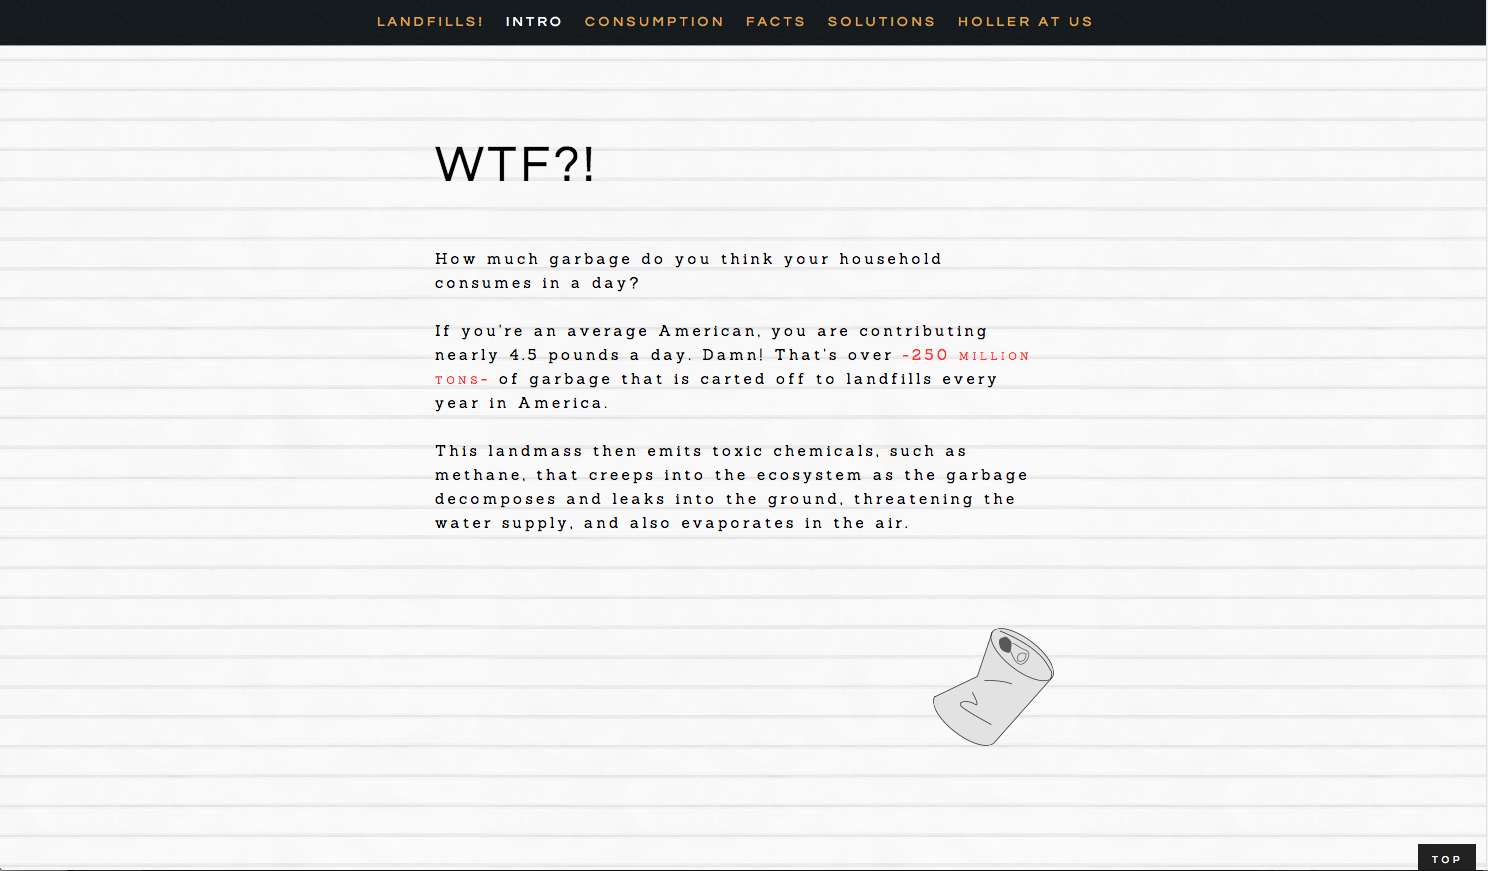 LANDFILLS! INTRO CONSUMPTION FACTS SOLUTIONS HOLLER AT US
WTF?!
How much garbage do you think your household
consumes in a day?
If you're an average American, you are contributing
nearly 4.5 pounds a day. Damn! That's over -250 MILLION
TONS- of garbage that is carted off to landfills every
year in America.
This landmass then emits toxic chemicals, such as
methane, that creeps into the ecosystem as the garbage
decomposes and leaks into the ground, threatening the
water supply, and also evaporates in the air.
TOP